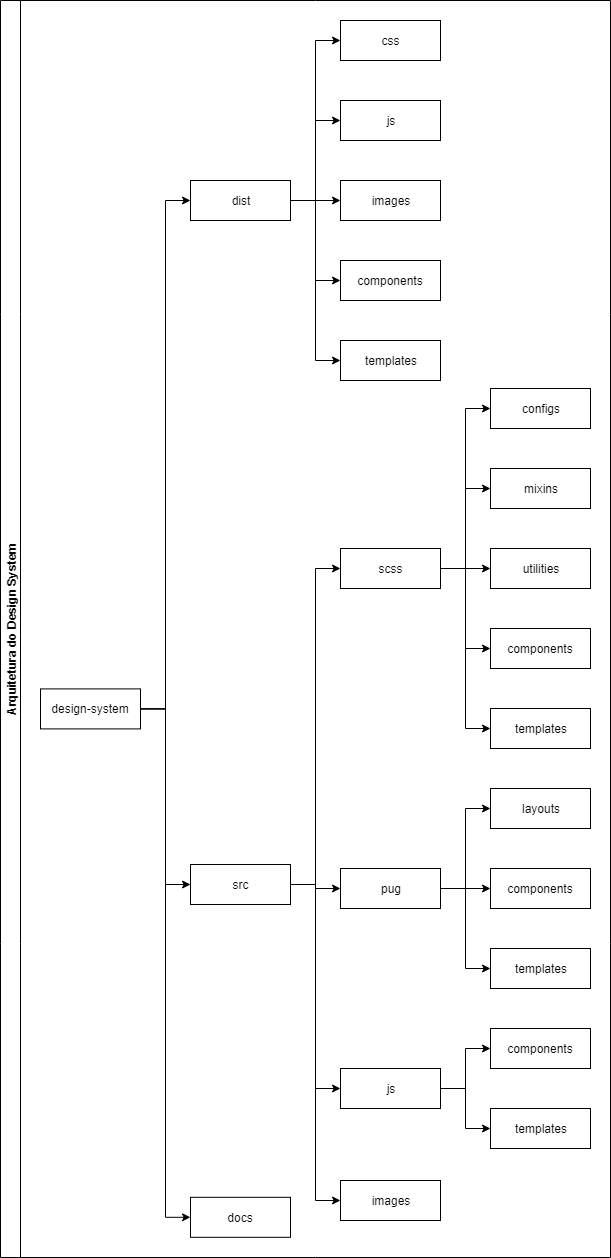 Arquitetura do Design System
design-system
dist
css
js
images
components
templates
src
scss
configs
mixins
utilities
components
templates
pug
layouts
components
templates
js
components
templates
images
docs